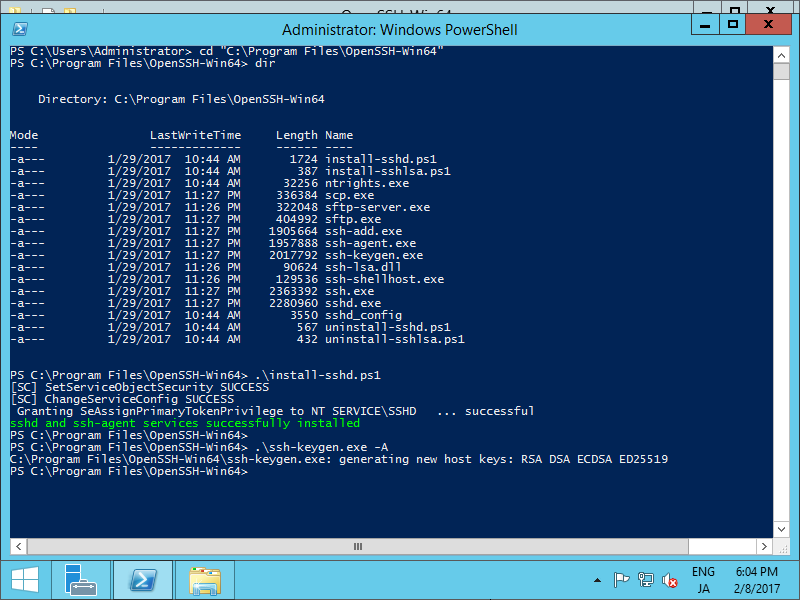 OpenSSH-Win64
Administrator: Windows PowerShell
PS C:\Users\Administrator> cd "C:\Program Files\OpenSSH-Win64"
PS C:\Program Files\OpenSSH-Win64> dir
Directory: C:\Program Files\OpenSSH-Win64
Mode LastWriteTime Length Name
---- ------------- ------ ----
-a--- 1/29/2017 10:44 AM 1724 install-sshd.ps1
-a--- 1/29/2017 10:44 AM 387 install-sshlsa.ps1
-a--- 1/29/2017 10:44 AM 32256 ntrights.exe
-a--- 1/29/2017 11:27 PM 336384 scp.exe
-a--- 1/29/2017 11:26 PM 322048 sftp-server.exe
-a--- 1/29/2017 11:27 PM 404992 sftp.exe
-a--- 1/29/2017 11:27 PM 1905664 ssh-add.exe
-a--- 1/29/2017 11:27 PM 1957888 ssh-agent.exe
-a--- 1/29/2017 11:27 PM 2017792 ssh-keygen.exe
-a--- 1/29/2017 11:26 PM 90624 ssh-lsa.dll
-a--- 1/29/2017 11:26 PM 129536 ssh-shellhost.exe
-a--- 1/29/2017 11:27 PM 2363392 ssh.exe
-a--- 1/29/2017 11:27 PM 2280960 sshd.exe
-a--- 1/29/2017 10:44 AM 3550 sshd_config
-a--- 1/29/2017 10:44 AM 567 uninstall-sshd.ps1
-a--- 1/29/2017 10:44 AM 432 uninstall-sshlsa.ps1
PS C:\Program Files\OpenSSH-Win64> .\install-sshd.ps1
[SC] SetServiceObjectSecurity SUCCESS
[SC] ChangeServiceConfig SUCCESS
Granting SeAssignPrimaryTokenPrivilege to NT SERVICE\SSHD ... successful
sshd and ssh-agent services successfully installed
PS C:\Program Files\OpenSSH-Win64>
PS C:\Program Files\OpenSSH-Win64> .\ssh-keygen.exe -A
C:\Program Files\OpenSSH-Win64\ssh-keygen.exe: generating new host keys: RSA DSA ECDSA ED25519
PS C:\Program Files\OpenSSH-Win64>
ENG 6:04 PM
JA 2/8/2017